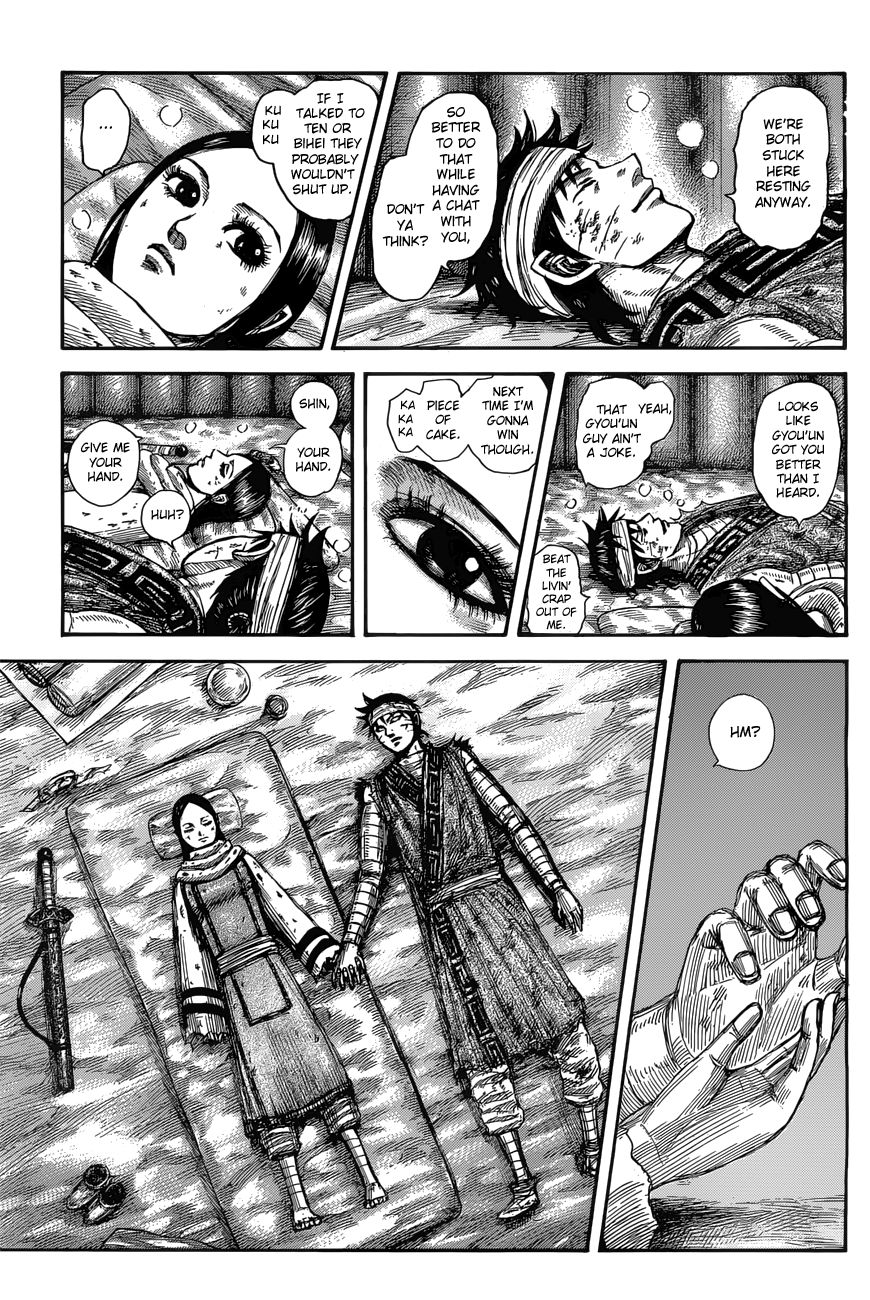 WE'RE
BOTH
STUCK
HERE
RESTING
ANYWAY.
SO
BETTER
TO DO
THAT
WHILE
HAVING
A CHAT
WITH
YOU,
DON'T
YA
THINK?
IF I
TALKED TO
TEN OR
BIHEI THEY
PROBABLY
WOULDN'T
SHUT UP.
KU
KU
KU
...
LOOKS
LIKE
GYOU'UN
GOT YOU
BETTER
THAN I
HEARD.
YEAH,
THAT
GYOU'UN
GUY AIN'T
A JOKE.
BEAT
THE
LIVIN'
CRAP
OUT OF
ME.
NEXT
TIME I'M
GONNA
WIN
THOUGH.
PIECE
OF
CAKE.
KA
KA
KA
SHIN,
YOUR
HAND.
GIVE ME
YOUR
HAND.
HUH?
HM?